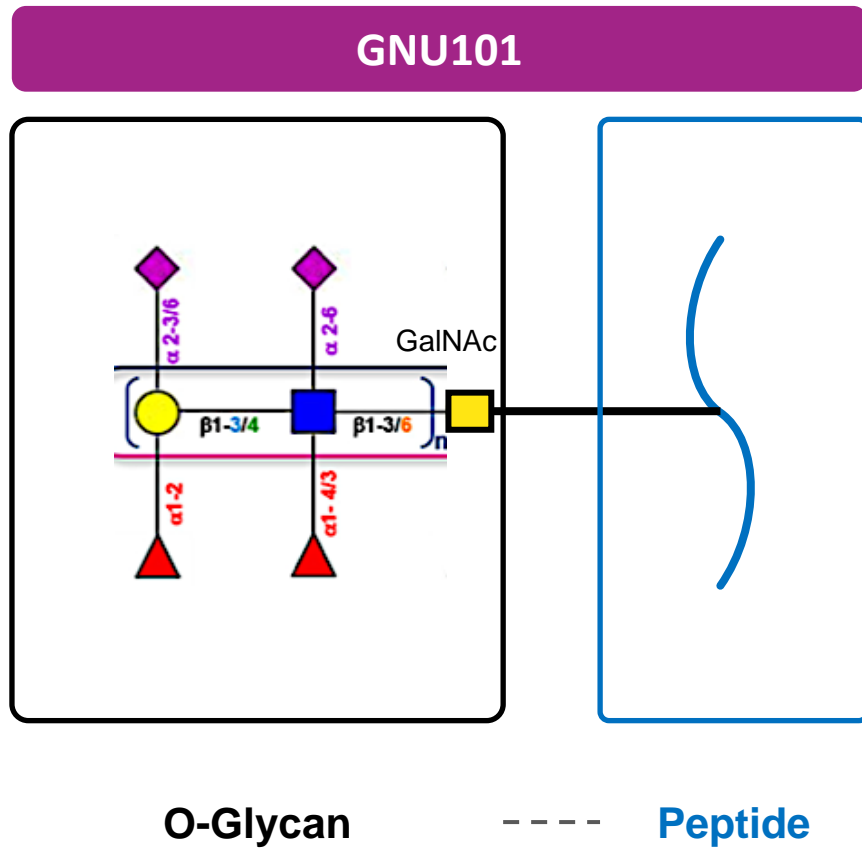 GNU101
α 2-3/6
α 2-6
GalNAc
β1-3/4
β1-3/6
n
α1-2
α1- 4/3
O-Glycan
Peptide